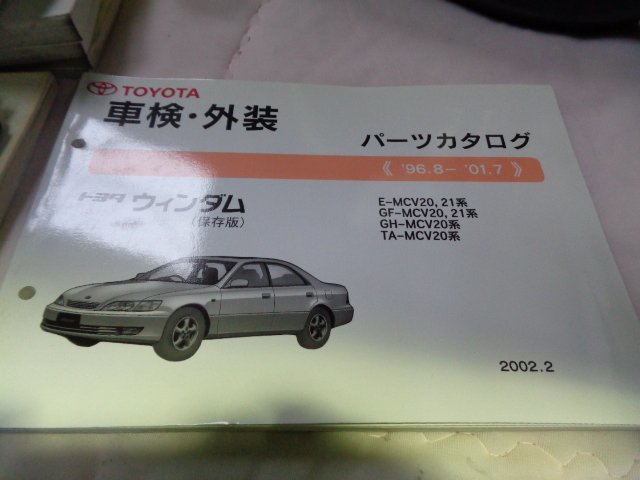 TOYOTA
車検・外装
パーツカタログ
《 '96.8− '01.7 》
トヨタ ウィンダム
(保存版)
E−MCV20, 21系
GF−MCV20, 21系
GH−MCV20系
TA−MCV20系
2002.2